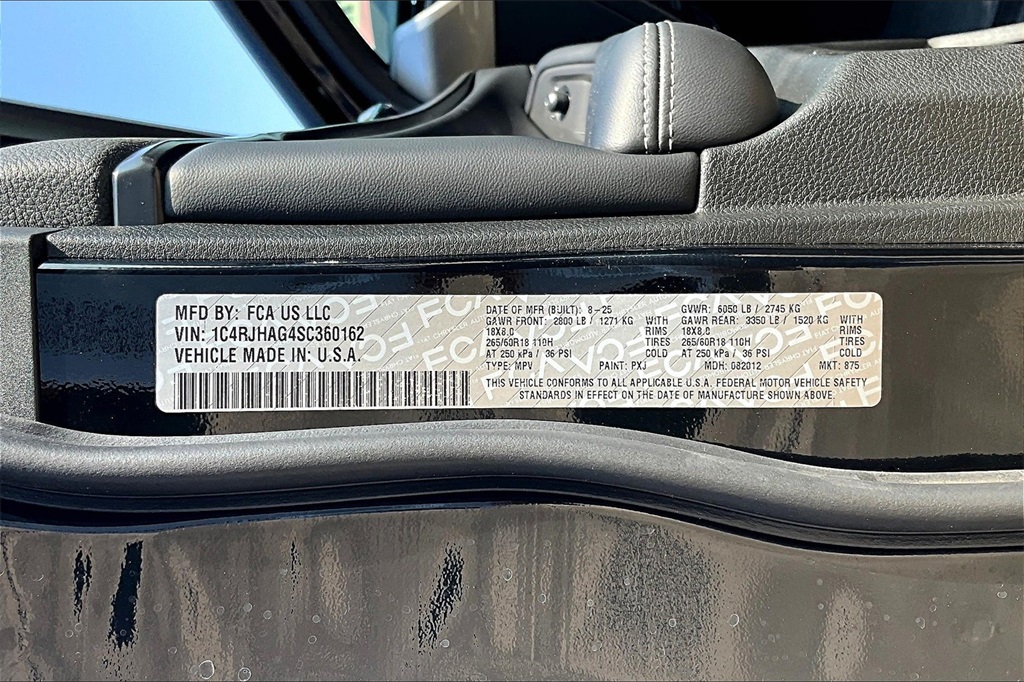 MFD BY: FCA US LLC
VIN: 1C4RJHAG4SC360162
VEHICLE MADE IN: U.S.A.
DATE OF MFR (BUILT): 8-25 GVWR: 6050 LB / 2745 KG
GAWR FRONT: 2800 LB / 1271 KG WITH GAWR REAR: 3350 LB / 1520 KG WITH
18X8.0 RIMS 18X8.0 RIMS
265/60R18 110H TIRES 265/60R18 110H TIRES
AT 250 kPa / 36 PSI COLD AT 250 kPa / 36 PSI COLD
TYPE: MPV PAINT: PXJ MDH: 082012 MKT: 875
THIS VEHICLE CONFORMS TO ALL APPLICABLE U.S.A. FEDERAL MOTOR VEHICLE SAFETY
STANDARDS IN EFFECT ON THE DATE OF MANUFACTURE SHOWN ABOVE.